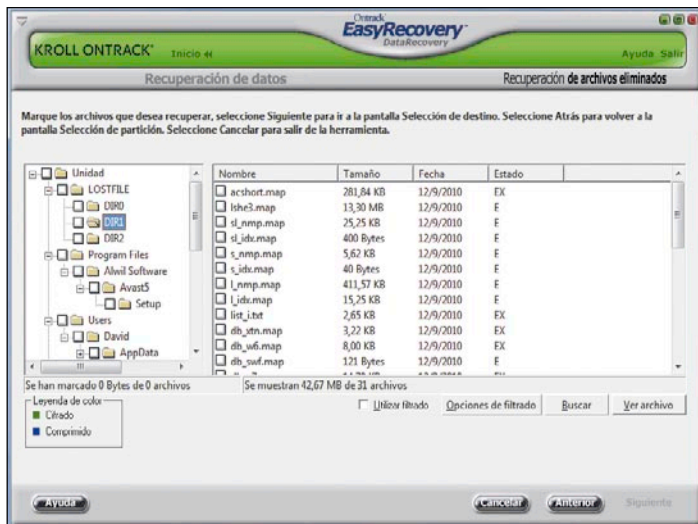 Ontrack
EasyRecovery™
DataRecovery
KROLL ONTRACK®
Inicio
Ayuda Salir
Recuperación de datos
Recuperación de archivos eliminados
Marque los archivos que desea recuperar, seleccione Siguiente para ir a la pantalla Selección de destino. Seleccione Atrás para volver a la
pantalla Selección de partición. Seleccione Cancelar para salir de la herramienta.
Unidad
LOSTFILE
DIR0
DIR1
DIR2
Program Files
Alwil Software
Avast5
Setup
Users
David
AppData
Nombre Tamaño Fecha Estado
acshort.map 281,84 KB 12/9/2010 EX
lshe3.map 13,30 MB 12/9/2010 E
sl_nmp.map 25,25 KB 12/9/2010 E
sl_idx.map 400 Bytes 12/9/2010 E
s_nmp.map 5,62 KB 12/9/2010 E
s_idx.map 40 Bytes 12/9/2010 E
l_nmp.map 411,57 KB 12/9/2010 E
l_idx.map 15,25 KB 12/9/2010 E
list_i.txt 2,65 KB 12/9/2010 EX
db_xtn.map 3,22 KB 12/9/2010 EX
db_w6.map 8,00 KB 12/9/2010 EX
db_swf.map 121 Bytes 12/9/2010 E
Se han marcado 0 Bytes de 0 archivos
Se muestran 42,67 MB de 31 archivos
Leyenda de color
Cifrado
Comprimido
Utilizar filtrado
Opciones de filtrado
Buscar
Ver archivo
Ayuda
Cancelar
Anterior
Siguiente